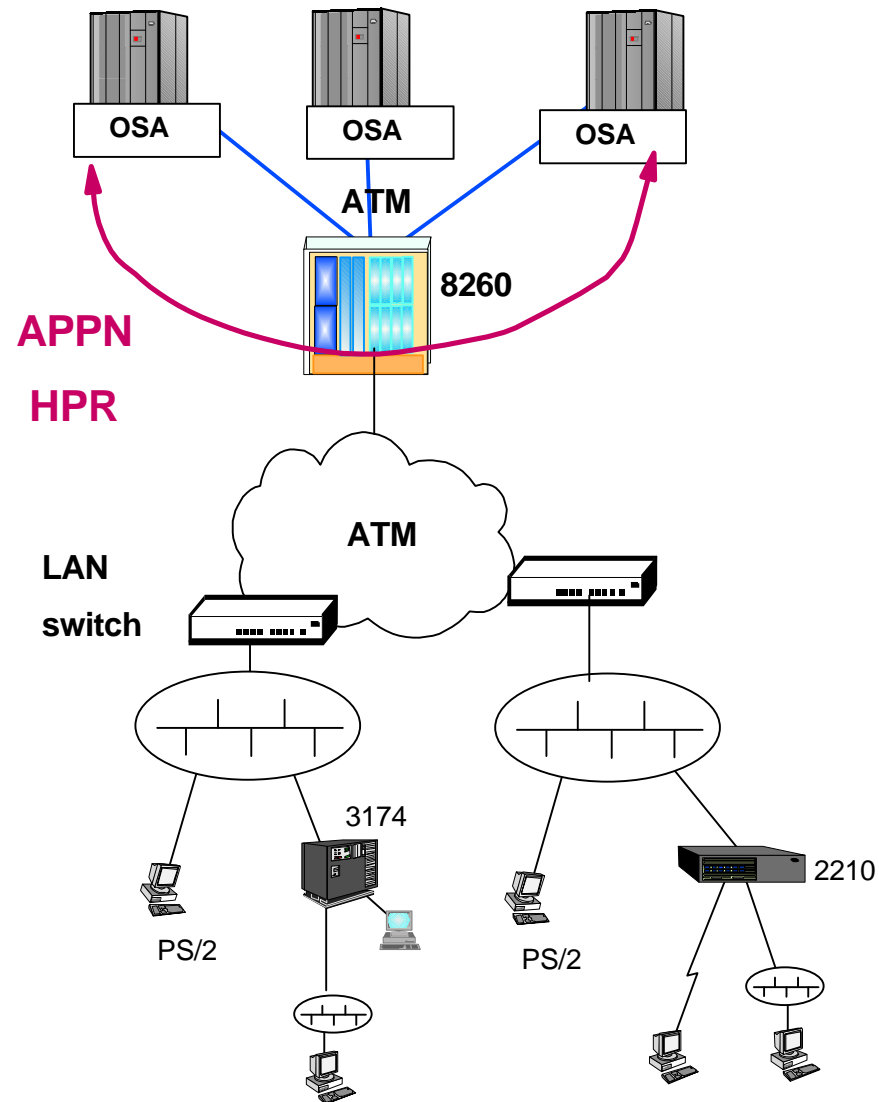 OSA
OSA
OSA
ATM
8260
APPN
HPR
ATM
LAN
switch
3174
2210
PS/2
PS/2